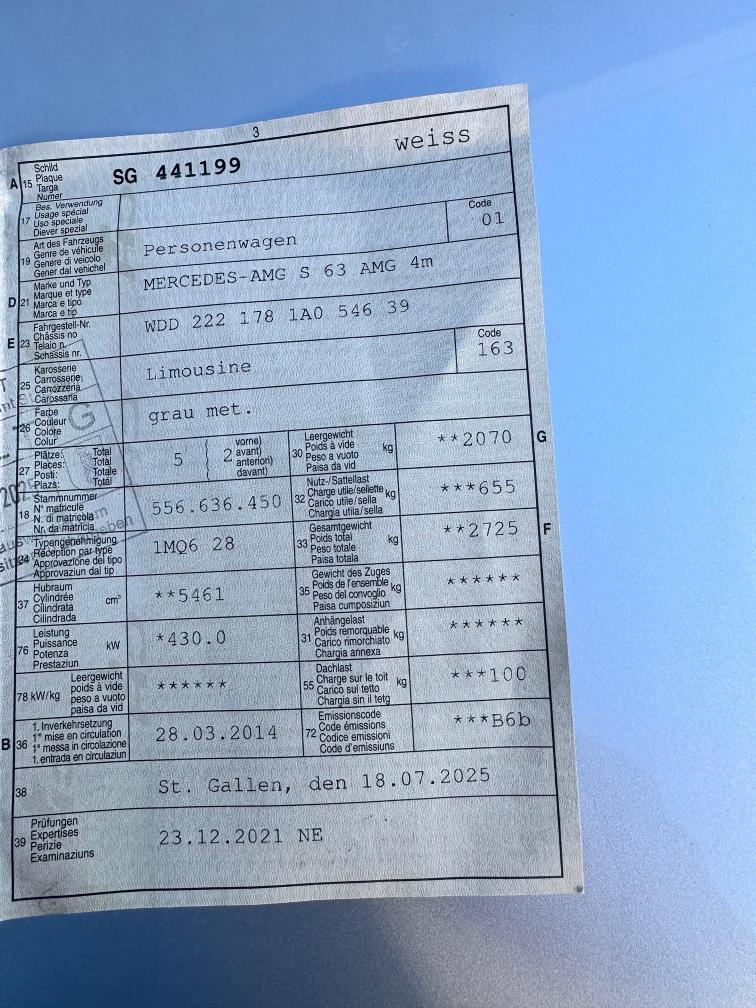 3
A 15 Schild
Plaque
Targa
Numer
SG 441199
weiss
17 Bes. Verwendung
Usage spécial
Uso speciale
Diever spezial
19 Art des Fahrzeugs
Genre de véhicule
Genere di veicolo
Gener dal vehichel
Personenwagen
Code
01
D 21 Marke und Typ
Marque et type
Marca e tipo
Marca e tip
MERCEDES-AMG S 63 AMG 4m
E 23 Fahrgestell-Nr.
Châssis no
Telaio n.
Schassis nr.
WDD 222 178 1A0 546 39
25 Karosserie
Carrosserie
Carrozzeria
Carossaria
Limousine
Code
163
26 Farbe
Couleur
Colore
Colur
grau met.
27 Plätze: Total
Places: Total
Posti: Totale
Plazs: Total
5 ( 2 vorne)
avant)
anteriori)
davant)
30 Leergewicht
Poids à vide
Peso a vuoto
Paisa da vid
kg
**2070
G
18 Stammnummer
N° matricule
N. di matricola
Nr. da matricla
556.636.450
32 Nutz-/Sattellast
Charge utile/sellette
Carico utile/sella
Chargia utila/sella
kg
***655
24 Typengenehmigung
Réception par type
Approvazione del tipo
Approvaziun dal tip
1MQ6 28
33 Gesamtgewicht
Poids total
Peso totale
Paisa totala
kg
**2725
F
37 Hubraum
Cylindrée
Cilindrata
Cilindrada
cm³
**5461
35 Gewicht des Zuges
Poids de l'ensemble
Peso del convoglio
Paisa cumposiziun
kg
******
76 Leistung
Puissance
Potenza
Prestaziun
kW
*430.0
31 Anhängelast
Poids remorquable
Carico rimorchiato
Chargia annexa
kg
******
78 kW/kg Leergewicht
poids à vide
peso a vuoto
paisa da vid
******
55 Dachlast
Charge sur le toit
Carico sul tetto
Chargia sin il tetg
kg
***100
B 36 1. Inverkehrsetzung
1re mise en circulation
1a messa in circolazione
1. entrada en circulaziun
28.03.2014
72 Emissionscode
Code émissions
Codice emissioni
Code d'emissiuns
***B6b
38
St. Gallen, den 18.07.2025
39 Prüfungen
Expertises
Perizie
Examinaziuns
23.12.2021 NE